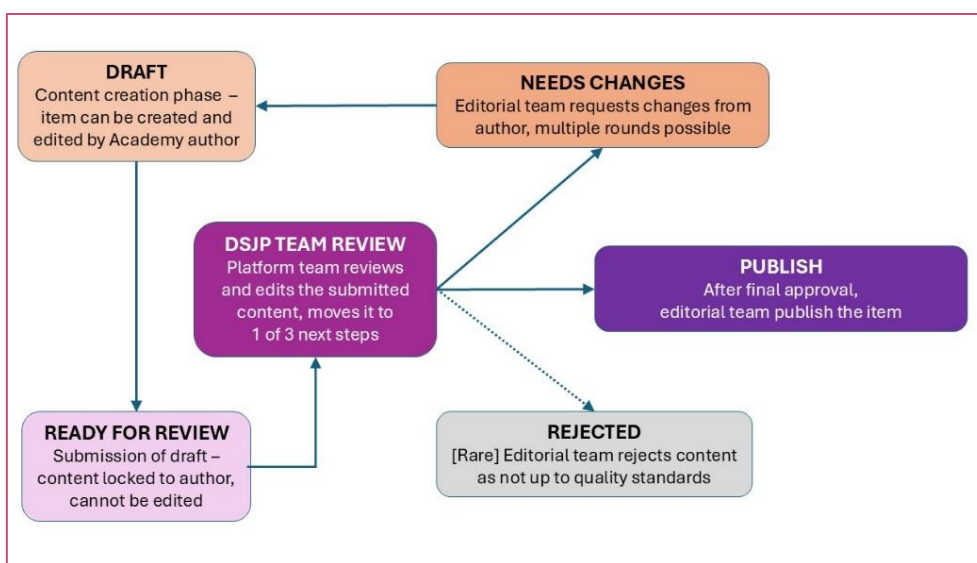 DRAFT
Content creation phase –
item can be created and
edited by Academy author
NEEDS CHANGES
Editorial team requests changes from
author, multiple rounds possible
DSJP TEAM REVIEW
Platform team reviews
and edits the submitted
content, moves it to
1 of 3 next steps
PUBLISH
After final approval,
editorial team publish the item
READY FOR REVIEW
Submission of draft –
content locked to author,
cannot be edited
REJECTED
[Rare] Editorial team rejects content
as not up to quality standards